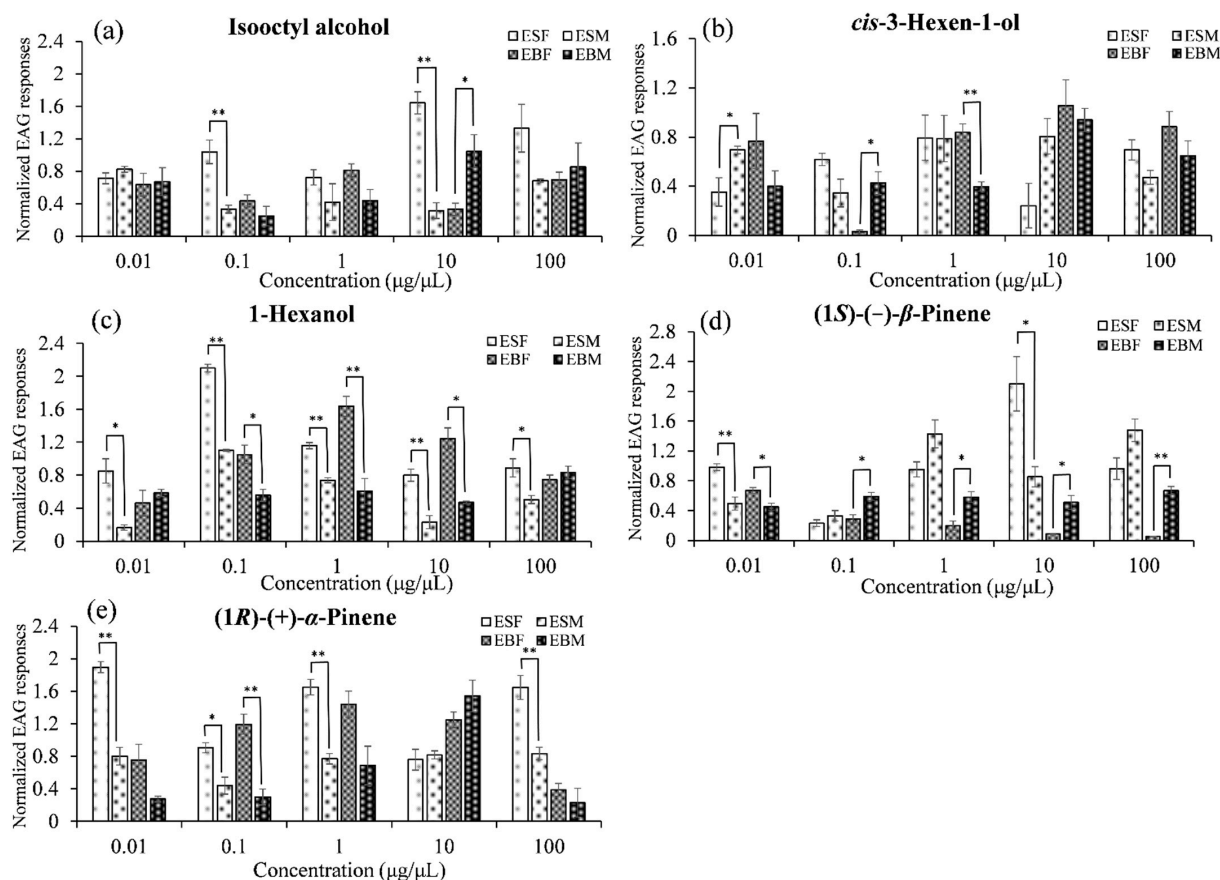 (a)
Isooctyl alcohol
ESF ESM
EBF EBM
Normalized EAG responses
2.4
2
1.6
1.2
0.8
0.4
0
** ** *
0.01 0.1 1 10 100
Concentration (μg/μL)
(b)
cis-3-Hexen-1-ol
ESF ESM
EBF EBM
Normalized EAG responses
1.6
1.2
0.8
0.4
0
* * **
0.01 0.1 1 10 100
Concentration (μg/μL)
(c)
1-Hexanol
ESF ESM
EBF EBM
Normalized EAG responses
2.4
2
1.6
1.2
0.8
0.4
0
* ** * ** ** ** * *
0.01 0.1 1 10 100
Concentration (μg/μL)
(d)
(1S)-(−)-β-Pinene
ESF ESM
EBF EBM
Normalized EAG responses
2.8
2.4
2
1.6
1.2
0.8
0.4
0
** * * * * * **
0.01 0.1 1 10 100
Concentration (μg/μL)
(e)
(1R)-(+)-α-Pinene
ESF ESM
EBF EBM
Normalized EAG responses
2.4
2
1.6
1.2
0.8
0.4
0
** * ** ** **
0.01 0.1 1 10 100
Concentration (μg/μL)